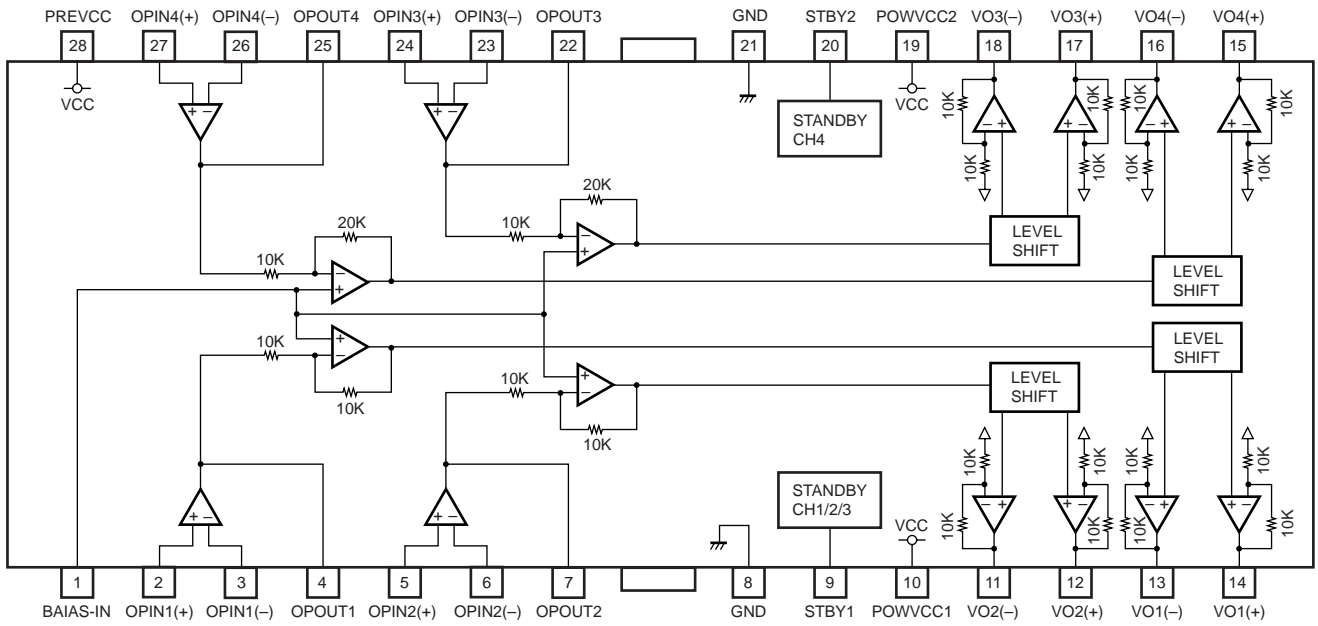 PREVCC OPIN4(+) OPIN4(–) OPOUT4 OPIN3(+) OPIN3(–) OPOUT3 GND STBY2 POWVCC2 VO3(–) VO3(+) VO4(–) VO4(+)
28 27 26 25 24 23 22 21 20 19 18 17 16 15
VCC VCC
+ – + –
STANDBY
CH4
10K 10K 10K 10K
– + + – – + + –
10K 10K 10K 10K
20K
10K
–
+
LEVEL
SHIFT
20K
10K
–
+
LEVEL
SHIFT
10K
+
–
10K
LEVEL
SHIFT
10K
+
–
10K
LEVEL
SHIFT
10K 10K 10K 10K
+ – + –
STANDBY
CH1/2/3
VCC
– + + – – + + –
10K 10K 10K 10K
1 2 3 4 5 6 7 8 9 10 11 12 13 14
BAIAS-IN OPIN1(+) OPIN1(–) OPOUT1 OPIN2(+) OPIN2(–) OPOUT2 GND STBY1 POWVCC1 VO2(–) VO2(+) VO1(–) VO1(+)